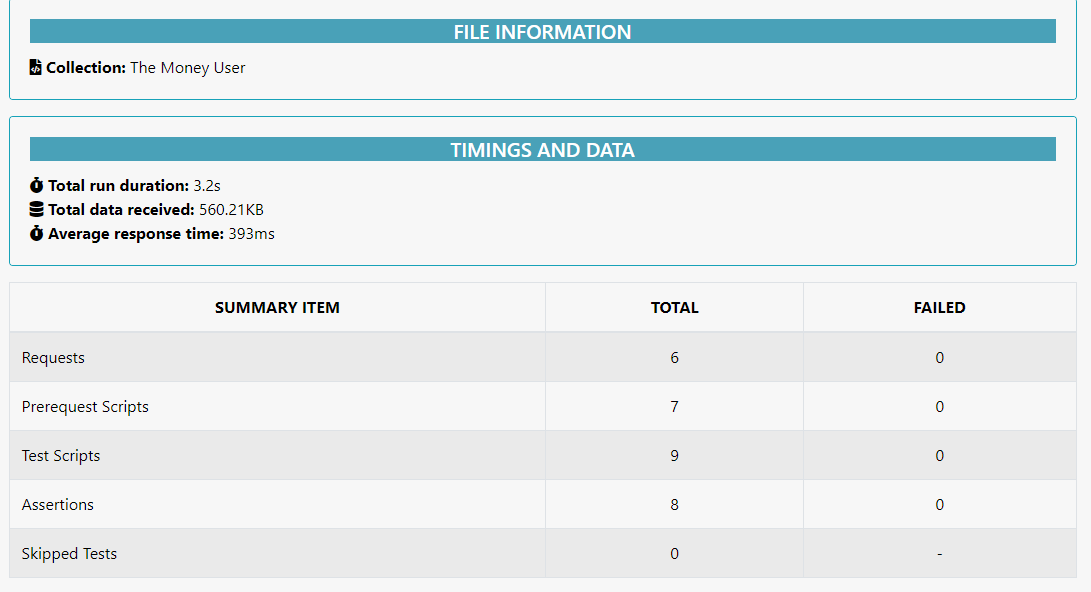 FILE INFORMATION
Collection: The Money User
TIMINGS AND DATA
Total run duration: 3.2s
Total data received: 560.21KB
Average response time: 393ms
SUMMARY ITEM TOTAL FAILED
Requests 6 0
Prerequest Scripts 7 0
Test Scripts 9 0
Assertions 8 0
Skipped Tests 0 -